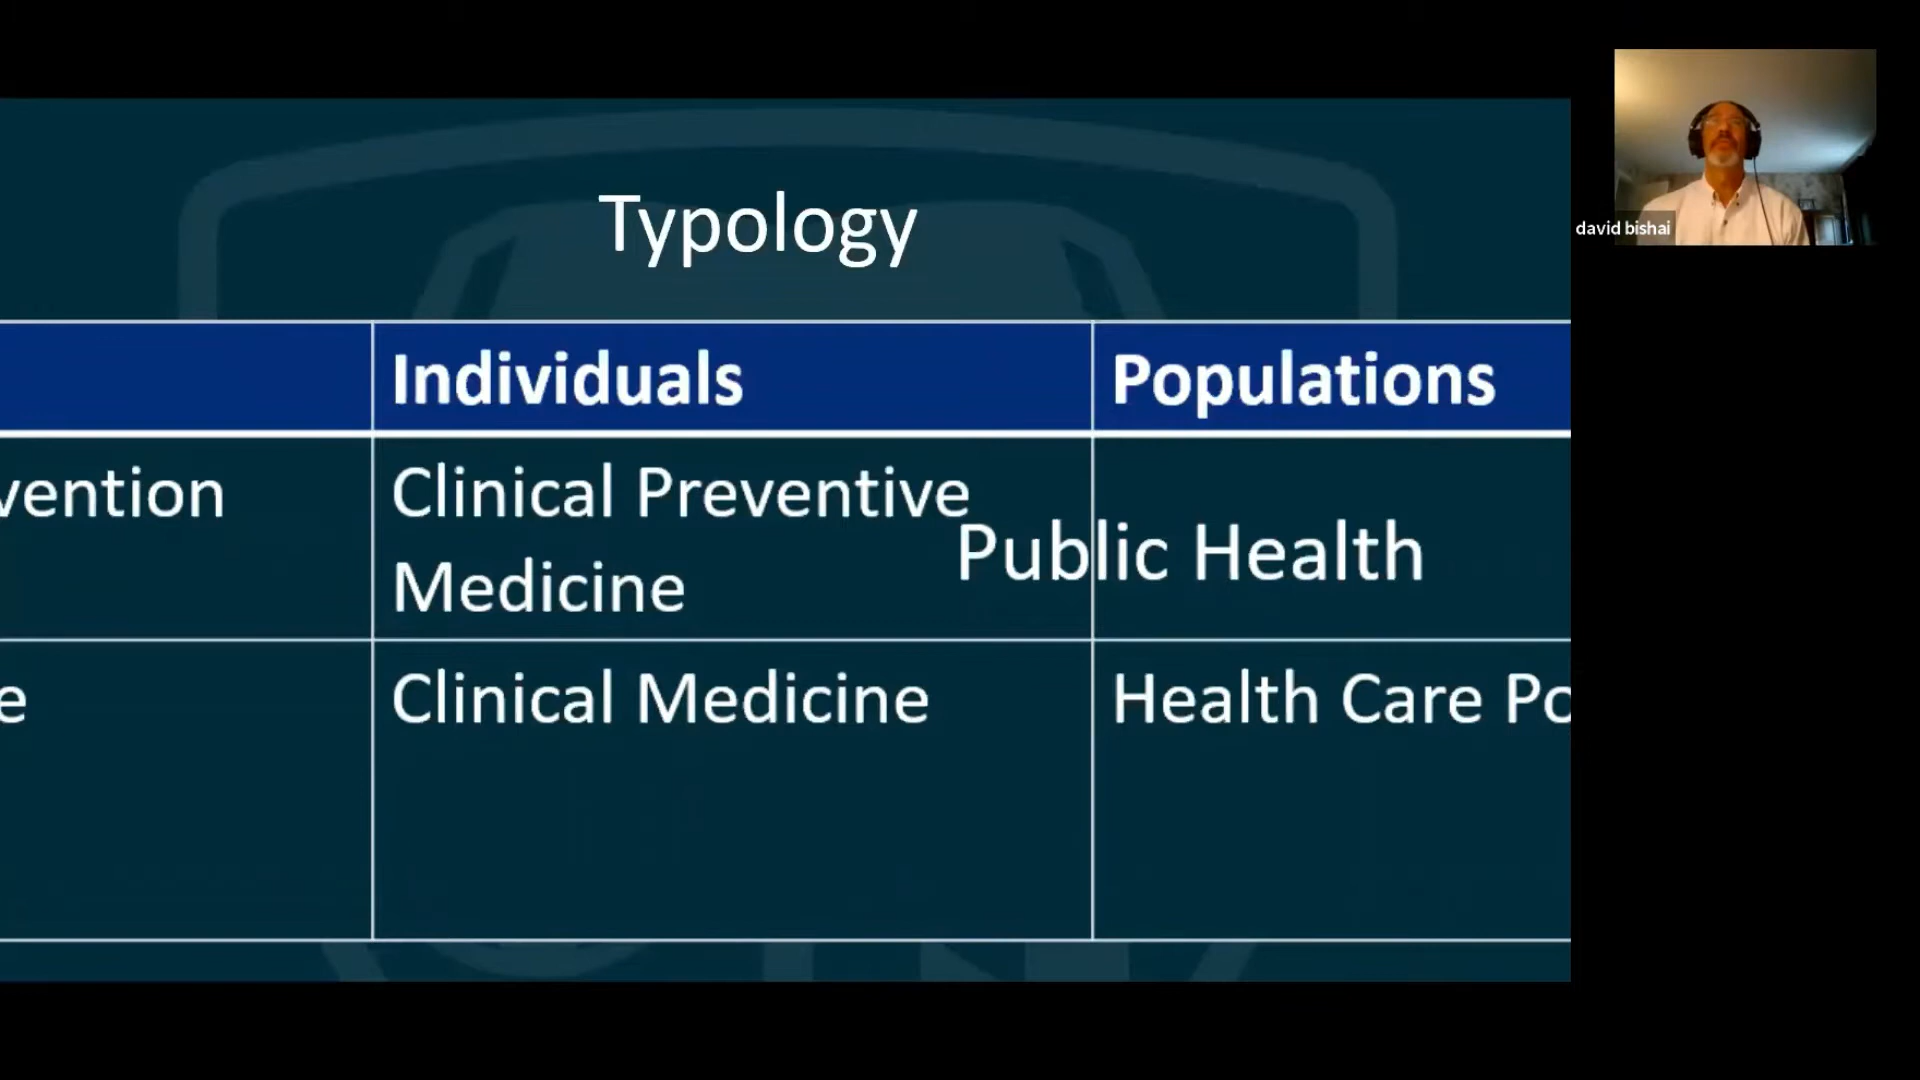 Typology
Individuals
Populations
vention
Clinical Preventive
Medicine
Public Health
e
Clinical Medicine
Health Care Po
david bishai